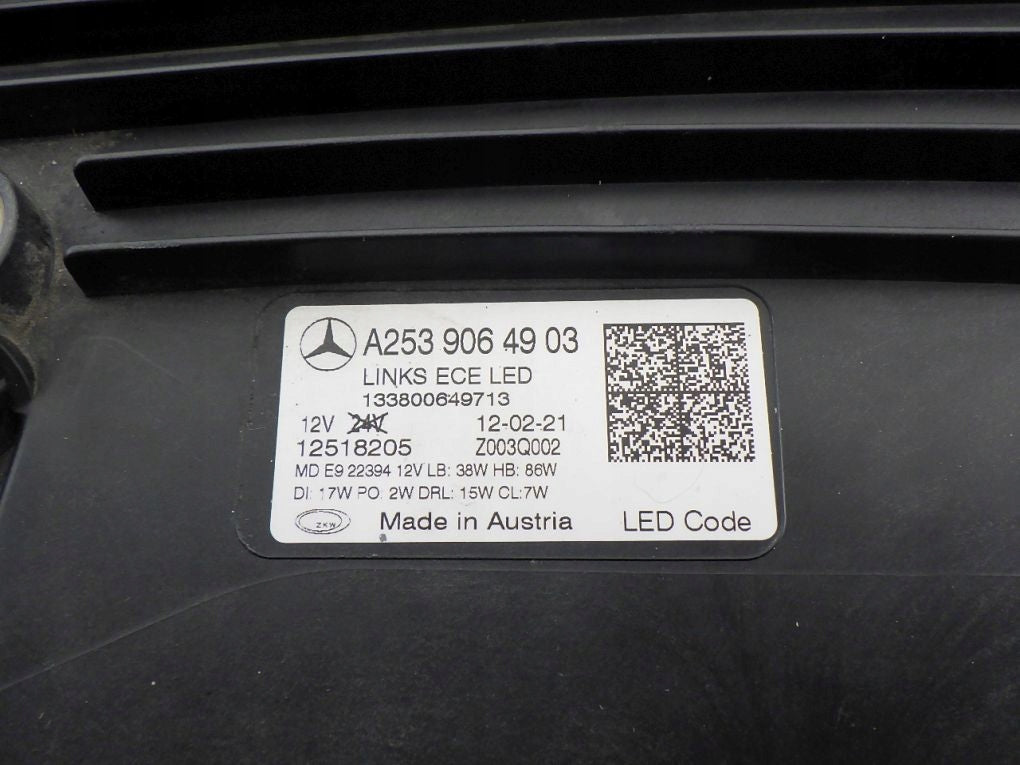 A253 906 49 03
LINKS ECE LED
133800649713
12V 24V 12-02-21
12518205 Z003Q002
MD E9 22394 12V LB: 38W HB: 86W
DI: 17W PO: 2W DRL: 15W CL:7W
ZKW Made in Austria LED Code